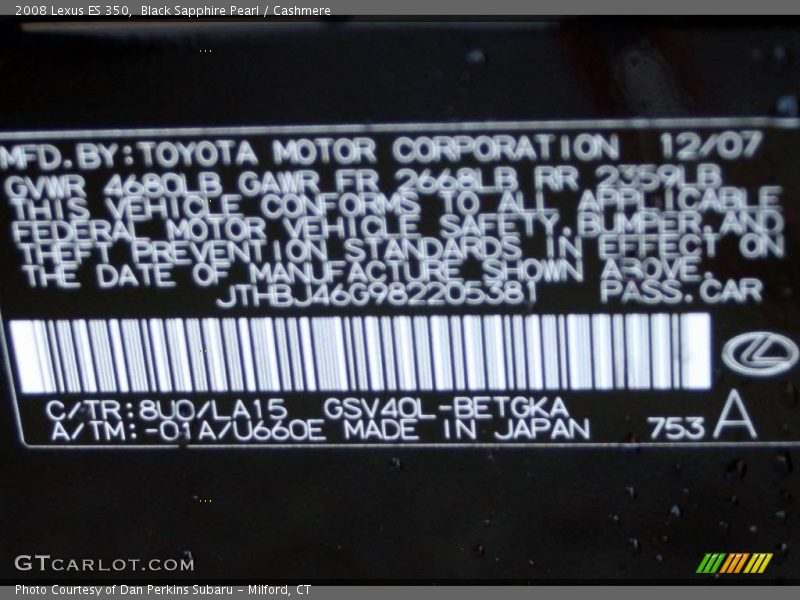 2008 Lexus ES 350, Black Sapphire Pearl / Cashmere
MFD.BY:TOYOTA MOTOR CORPORATION 12/07
GVWR 4680LB GAWR FR 2668LB RR 2359LB
THIS VEHICLE CONFORMS TO ALL APPLICABLE
FEDERAL MOTOR VEHICLE SAFETY,BUMPER,AND
THEFT PREVENTION STANDARDS IN EFFECT ON
THE DATE OF MANUFACTURE SHOWN ABOVE.
JTHBJ46G982205381 PASS.CAR
C/TR:8U0/LA15 GSV40L-BETGKA
A/TM:-01A/U660E MADE IN JAPAN 753 A
GTCARLOT.COM
Photo Courtesy of Dan Perkins Subaru - Milford, CT